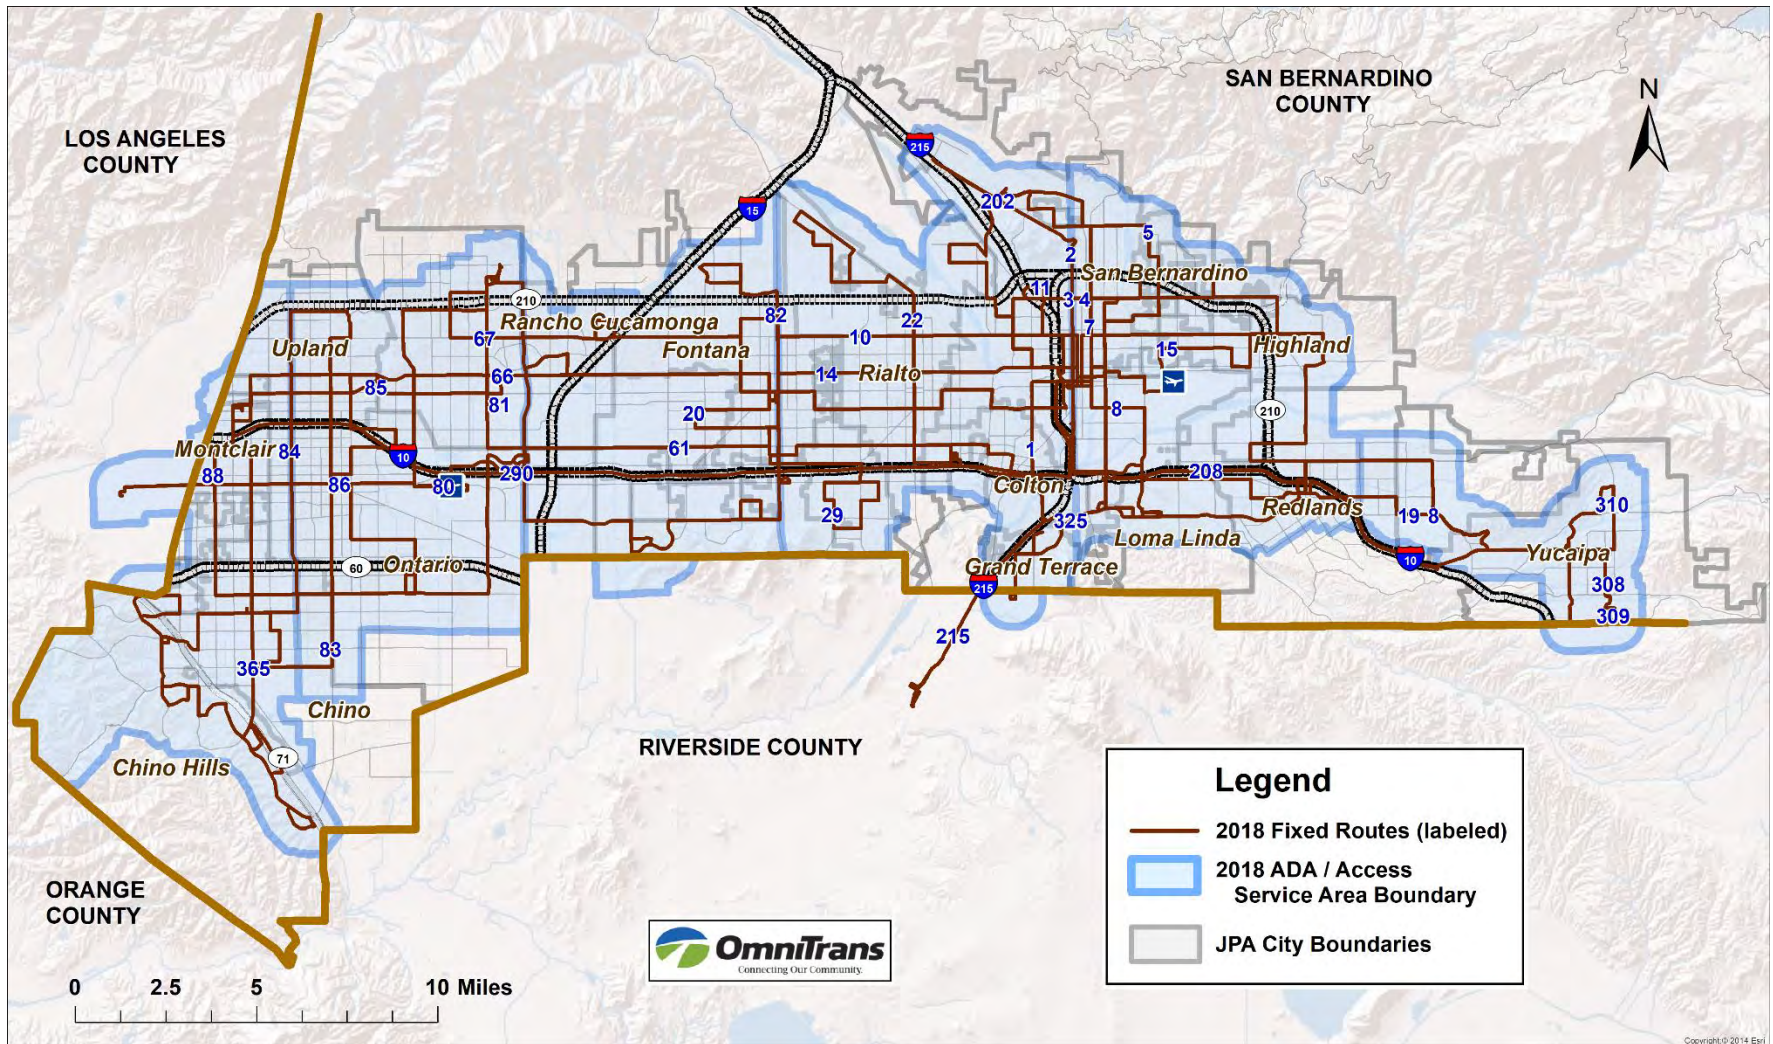 SAN BERNARDINO
COUNTY
N
LOS ANGELES
COUNTY
215
15
202
5
2
San Bernardino
11
210
3 4
82
22
Rancho Cucamonga
7
67
10
Upland
Fontana
15
Highland
66
14
Rialto
85
81
20
8
210
Montclair
84
10
61
1
88
86
80
290
Colton
208
Redlands
310
29
325
19 8
Loma Linda
10
Yucaipa
60
Ontario
Grand Terrace
215
308
309
215
83
365
Chino
RIVERSIDE COUNTY
71
Chino Hills
ORANGE
COUNTY
Legend
2018 Fixed Routes (labeled)
2018 ADA / Access
Service Area Boundary
JPA City Boundaries
OmniTrans
Connecting Our Community.
0 2.5 5 10 Miles
Copyright:© 2014 Esri